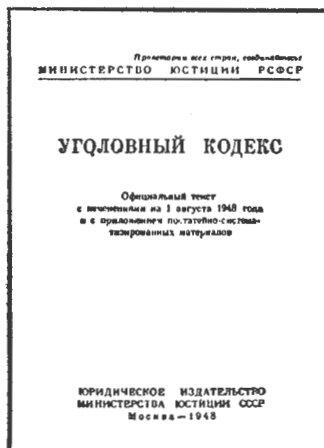 Пролетарии всех стран, соединяйтесь!
МИНИСТЕРСТВО ЮСТИЦИИ РСФСР
УГОЛОВНЫЙ КОДЕКС
Официальный текст
с изменениями на 1 августа 1948 года
и с приложением постатейно-система-
тизированных материалов
ЮРИДИЧЕСКОЕ ИЗДАТЕЛЬСТВО
МИНИСТЕРСТВА ЮСТИЦИИ СССР
Москва — 1948